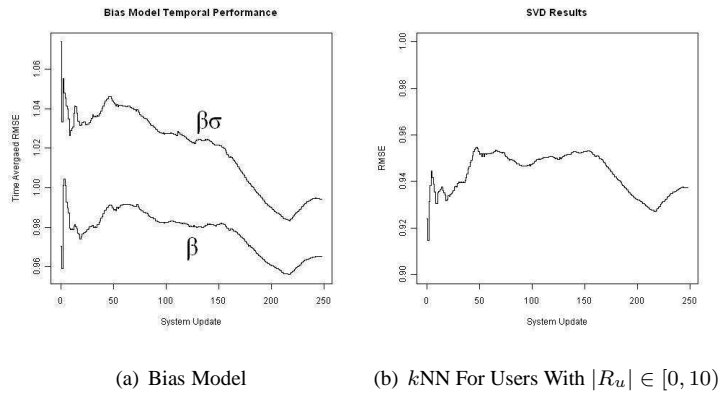 Bias Model Temporal Performance
Time Avergaed RMSE
1.06
1.04
1.02
1.00
0.98
0.96
βσ
β
0 50 100 150 200 250
System Update
(a) Bias Model
SVD Results
RMSE
1.00
0.98
0.96
0.94
0.92
0.90
0 50 100 150 200 250
System Update
(b) kNN For Users With |Ru| ∈ [0, 10)